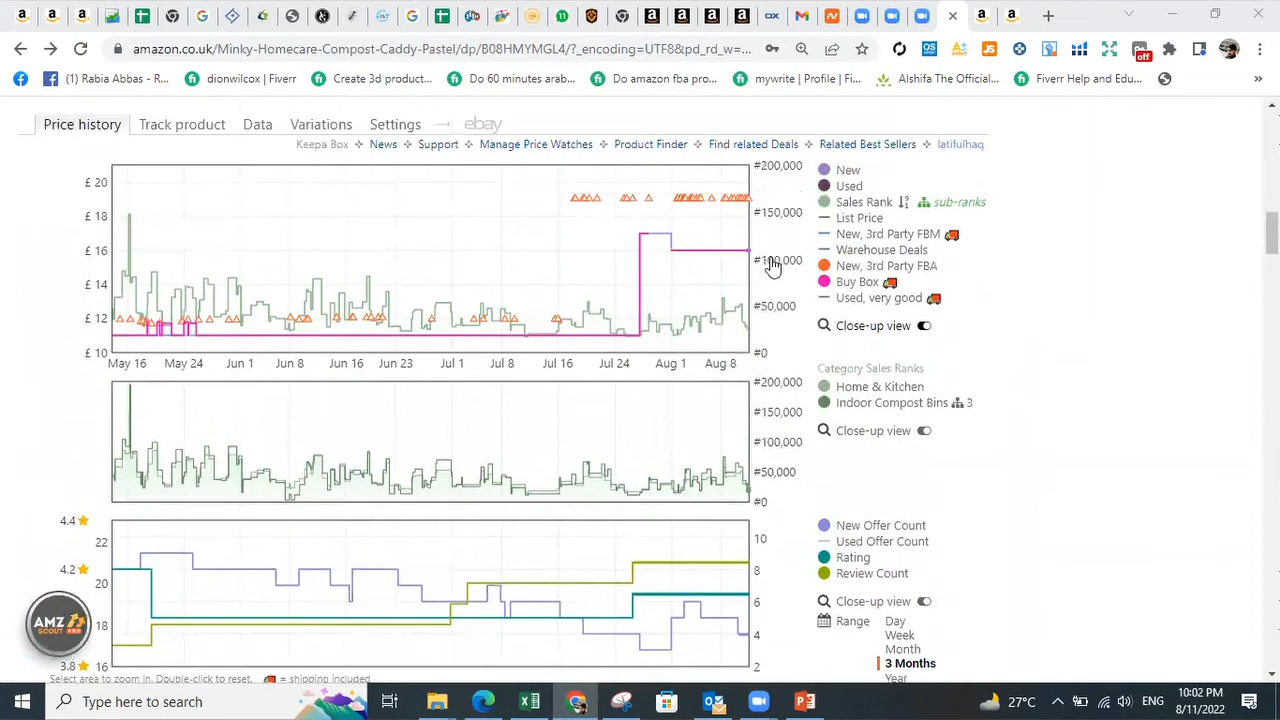 amazon.co.uk/Minky-Homecare-Compost-Caddy-Pastel/dp/B08HMYMGL4/?_encoding=UTF8&pd_rd_w=...
off
(1) Rabia Abbas - R... dionwilcox | Fiverr Create 3d product... Do 60 minutes arab... Do amazon fba pro... mywrite | Profile | Fi... Alshifa The Official... Fiverr Help and Edu... »
Price history Track product Data Variations Settings ebay
Keepa Box News Support Manage Price Watches Product Finder Find related Deals Related Best Sellers latifulhaq
£ 20
£ 18
£ 16
£ 14
£ 12
£ 10
#200,000
#150,000
#100,000
#50,000
#0
May 16 May 24 Jun 1 Jun 8 Jun 16 Jun 23 Jul 1 Jul 8 Jul 16 Jul 24 Aug 1 Aug 8
New
Used
Sales Rank sub-ranks
List Price
New, 3rd Party FBM
Warehouse Deals
New, 3rd Party FBA
Buy Box
Used, very good
Close-up view
#200,000
#150,000
#100,000
#50,000
#0
Category Sales Ranks
Home & Kitchen
Indoor Compost Bins 3
Close-up view
4.4
4.2
3.8
22
20
18
16
10
8
6
4
2
New Offer Count
Used Offer Count
Rating
Review Count
Close-up view
Range Day
Week
Month
3 Months
Year
AMZ
SCOUT PRO
Select area to zoom in. Double-click to reset. = shipping included
Type here to search
27°C
ENG
10:02 PM
8/11/2022